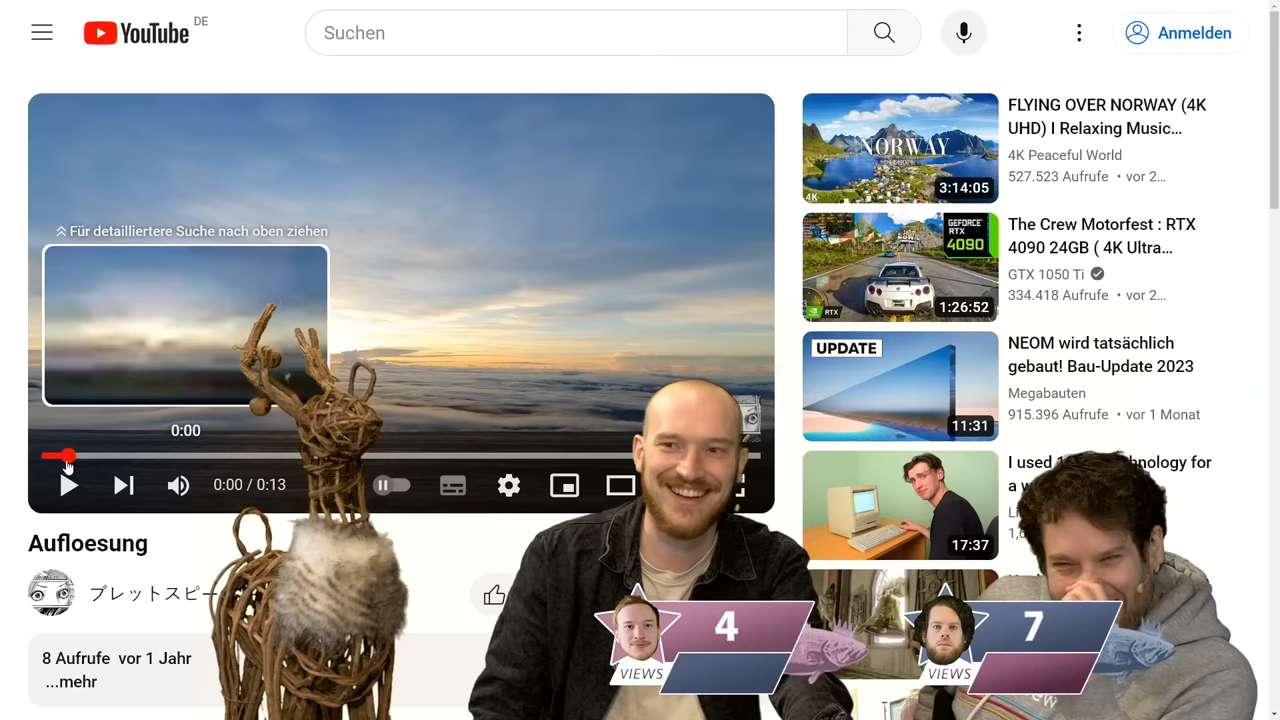 YouTube
DE
Suchen
Anmelden
Für detailliertere Suche nach oben ziehen
0:00
0:00 / 0:13
Aufloesung
ブレットスピー
8 Aufrufe vor 1 Jahr
...mehr
NORWAY
4K
3:14:05
FLYING OVER NORWAY (4K
UHD) I Relaxing Music...
4K Peaceful World
527.523 Aufrufe • vor 2...
GEFORCE
RTX
4090
RTX
1:26:52
The Crew Motorfest : RTX
4090 24GB ( 4K Ultra...
GTX 1050 Ti
334.418 Aufrufe • vor 2...
UPDATE
11:31
NEOM wird tatsächlich
gebaut! Bau-Update 2023
Megabauten
915.396 Aufrufe • vor 1 Monat
17:37
I used
for
4
VIEWS
7
VIEWS